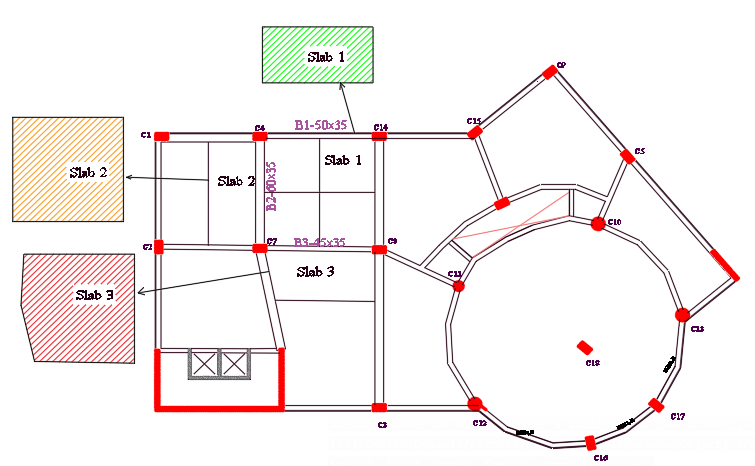 Slab 1
C9
C15
B1-50x35
C1
C4
C14
C5
Slab 1
Slab 2
Slab 2
B2-60x35
C10
C2
C7
B3-45x35
C8
Slab 3
C11
Slab 3
C13
C18
C17
C3
C12
C16